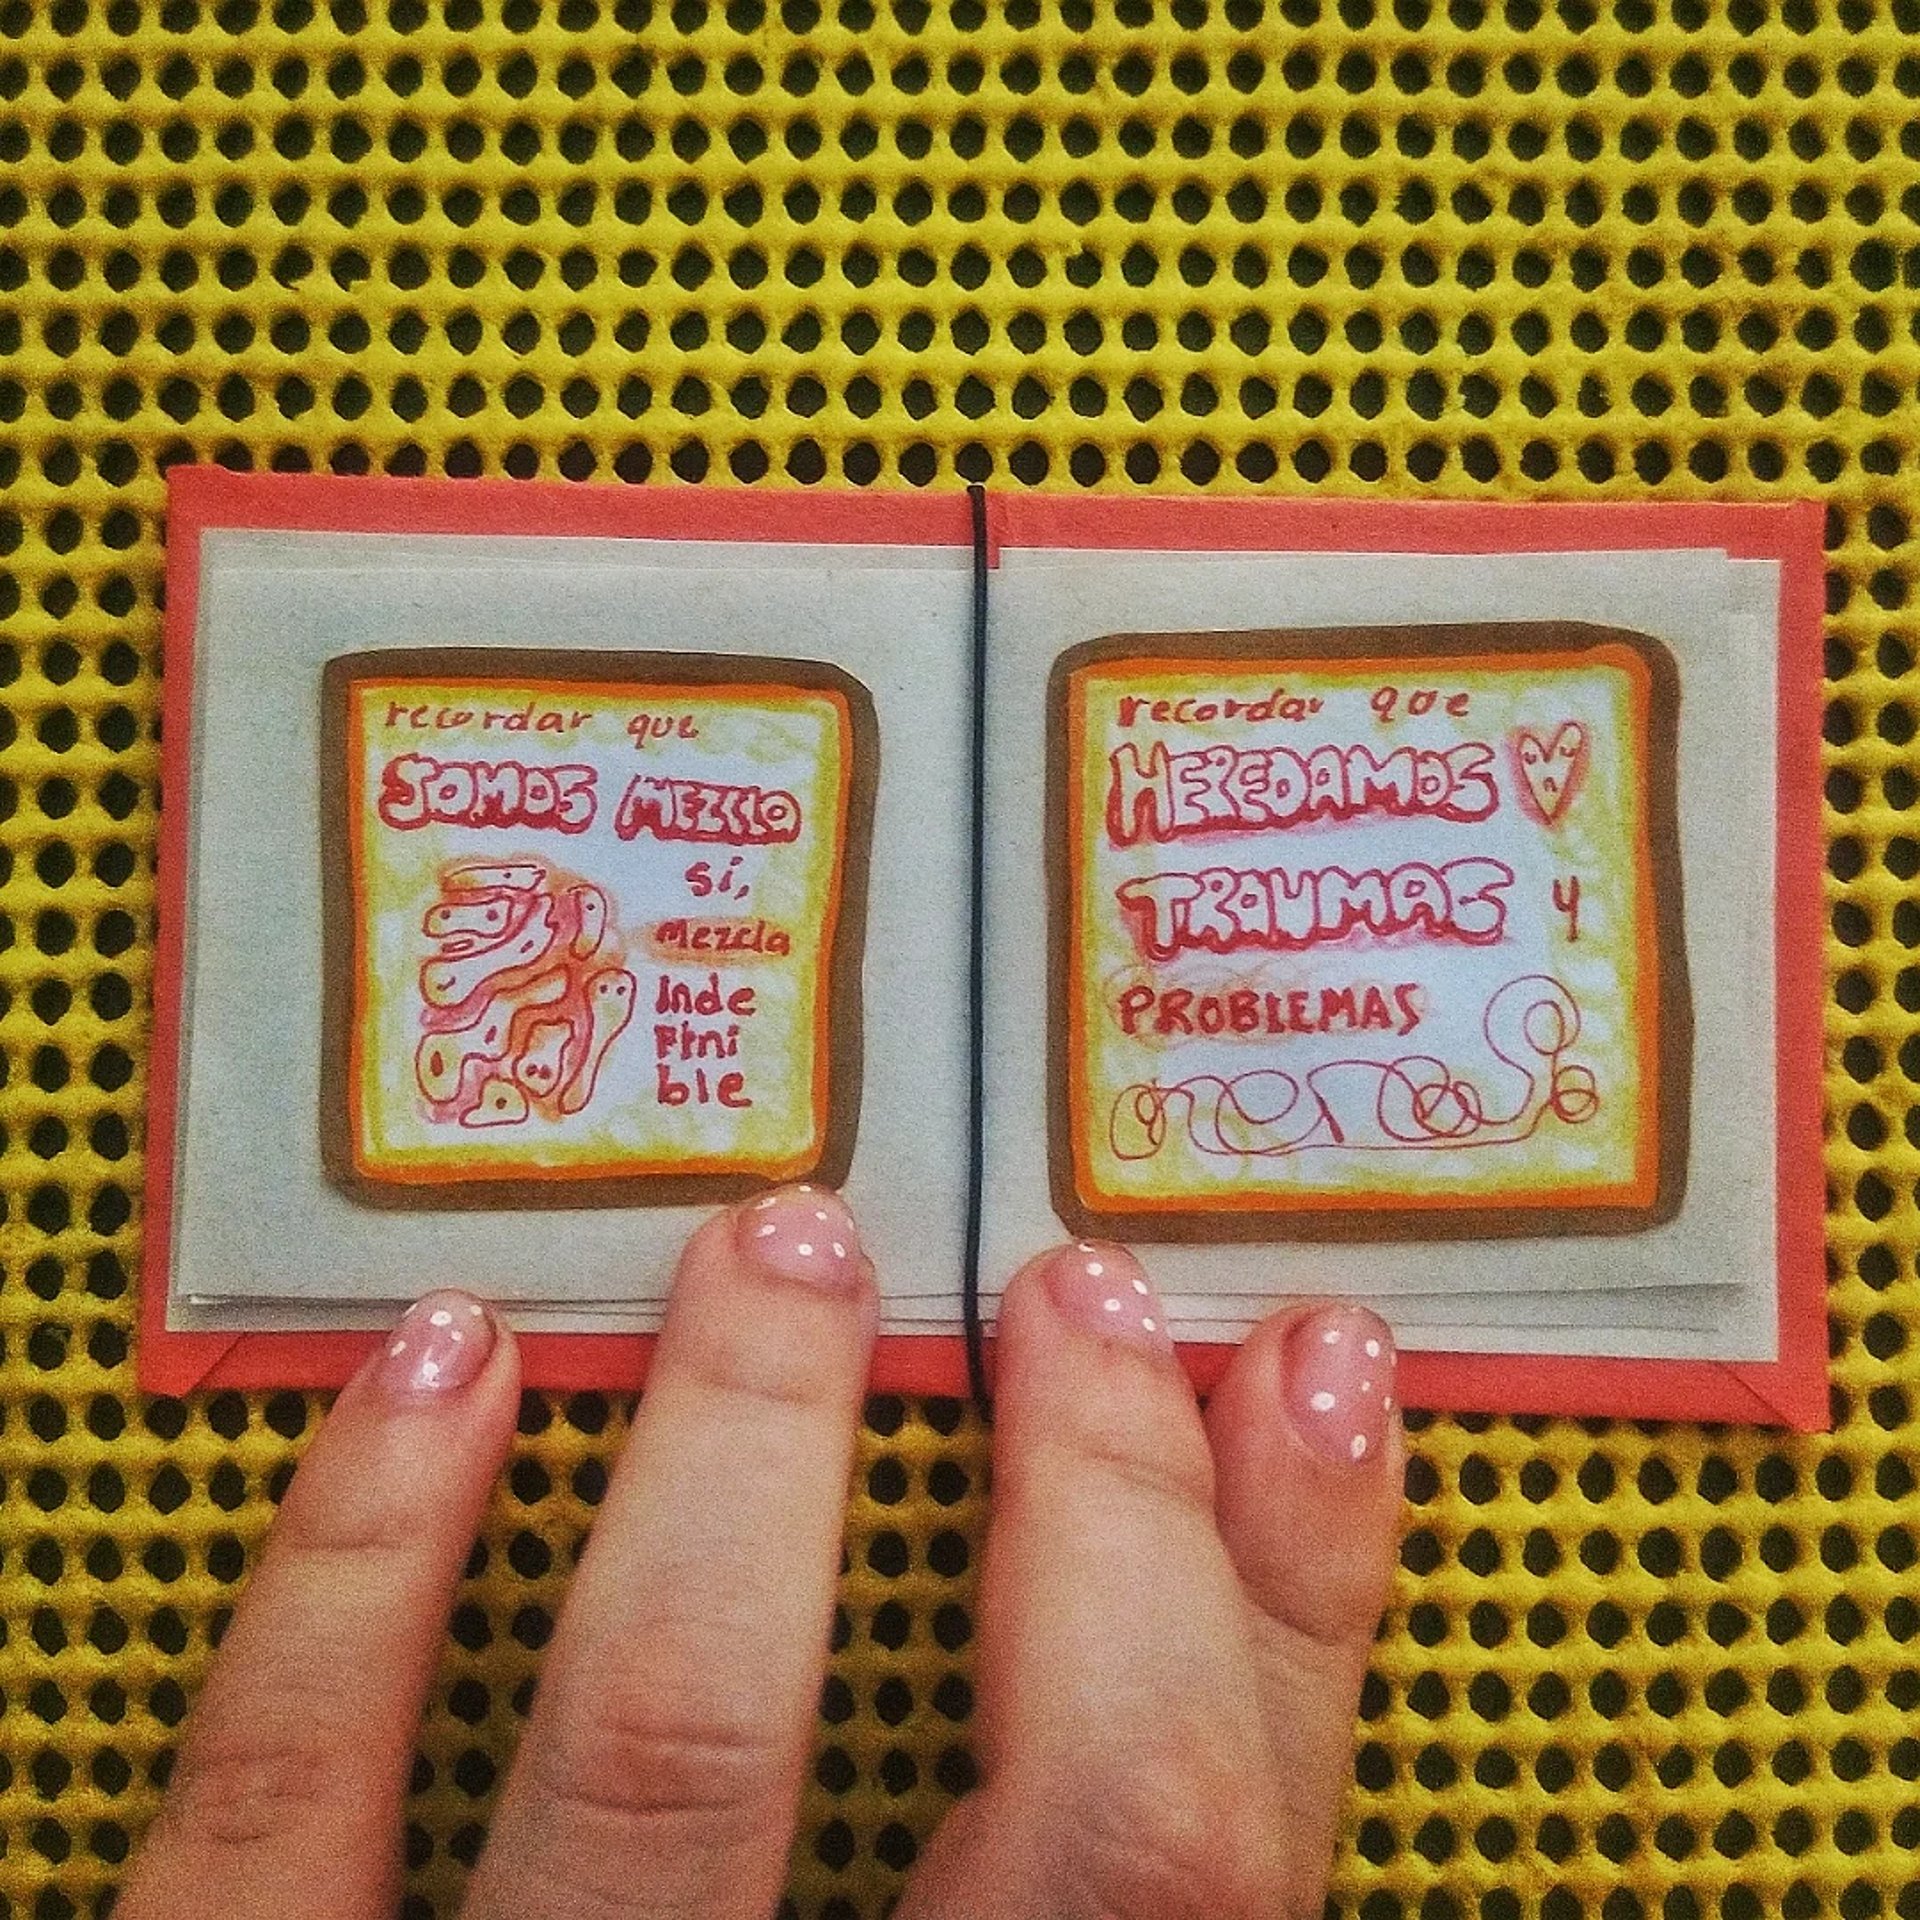 recordar que
SOMOS MEZCLA
sí,
mezcla
inde
fini
ble
recordar que
HEREDAMOS
TRAUMAS y
PROBLEMAS